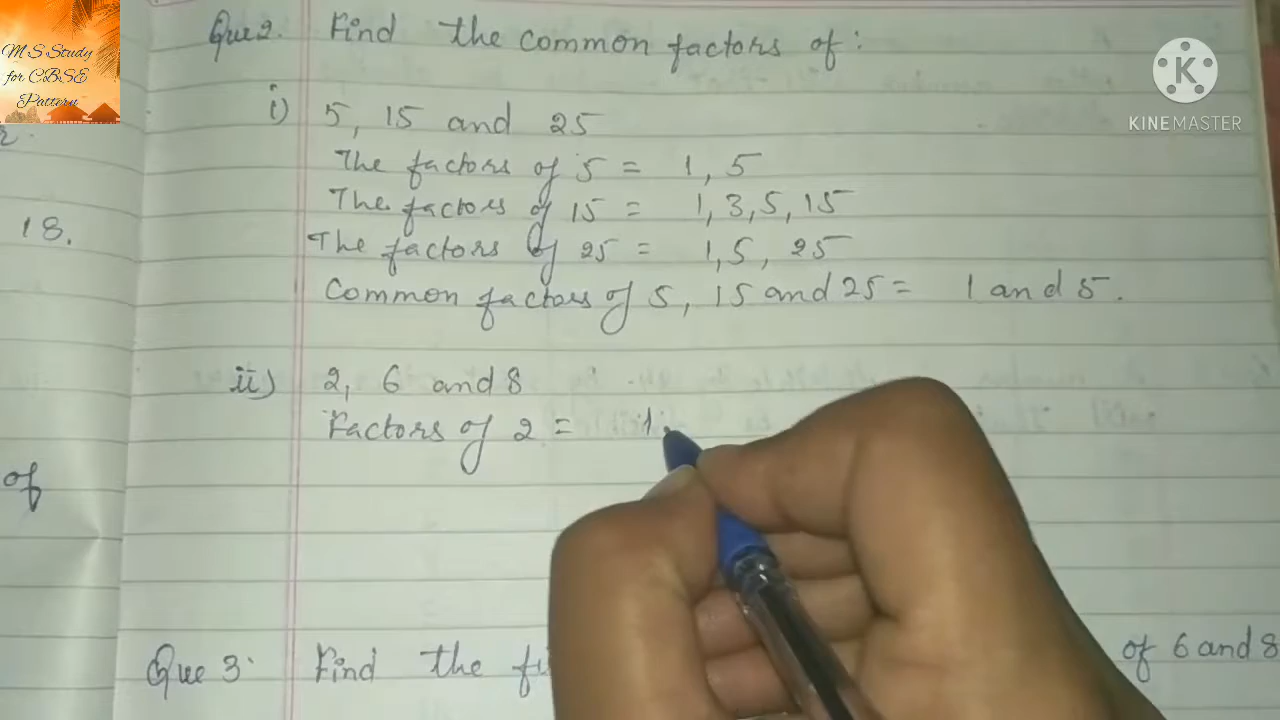 M S Study
for C.B.S.E
Pattern
KINEMASTER
Que 2. Find the common factors of:
i) 5, 15 and 25
The factors of 5 = 1, 5
The factors of 15 = 1, 3, 5, 15
18.
The factors of 25 = 1, 5, 25
Common factors of 5, 15 and 25 = 1 and 5.
ii) 2, 6 and 8
Factors of 2 = 1,
of
Que 3. Find the of 6 and 8